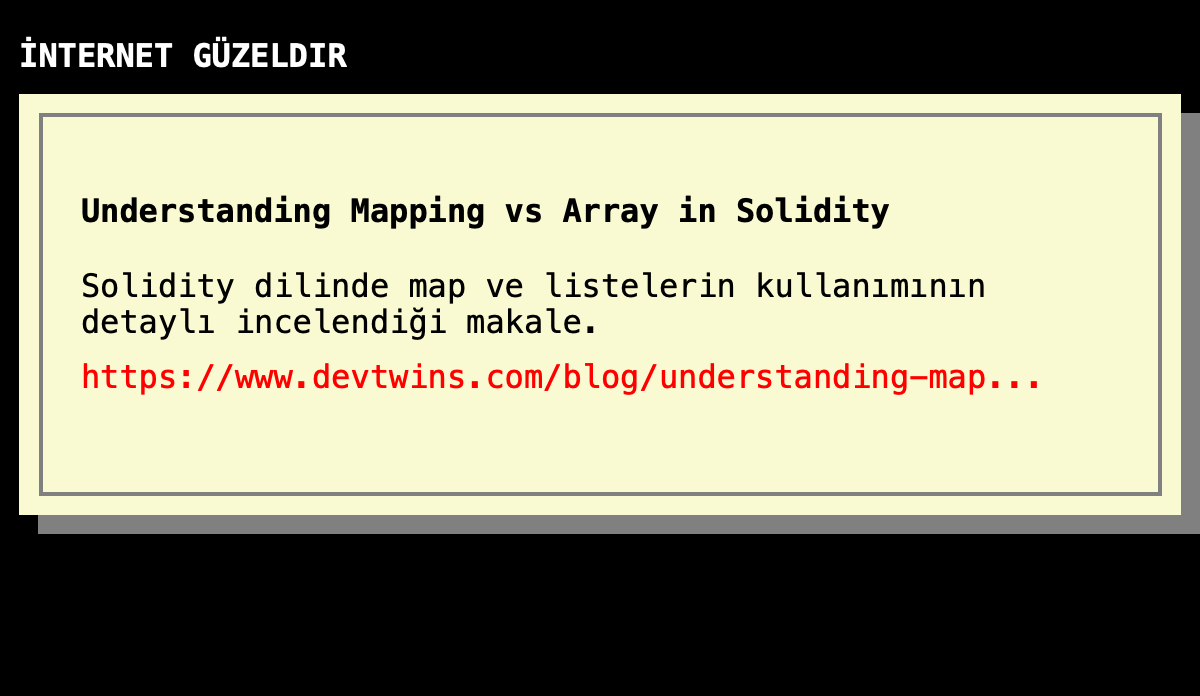 İNTERNET GÜZELDIR
Understanding Mapping vs Array in Solidity
Solidity dilinde map ve listelerin kullanımının
detaylı incelendiği makale.
https://www.devtwins.com/blog/understanding-map...